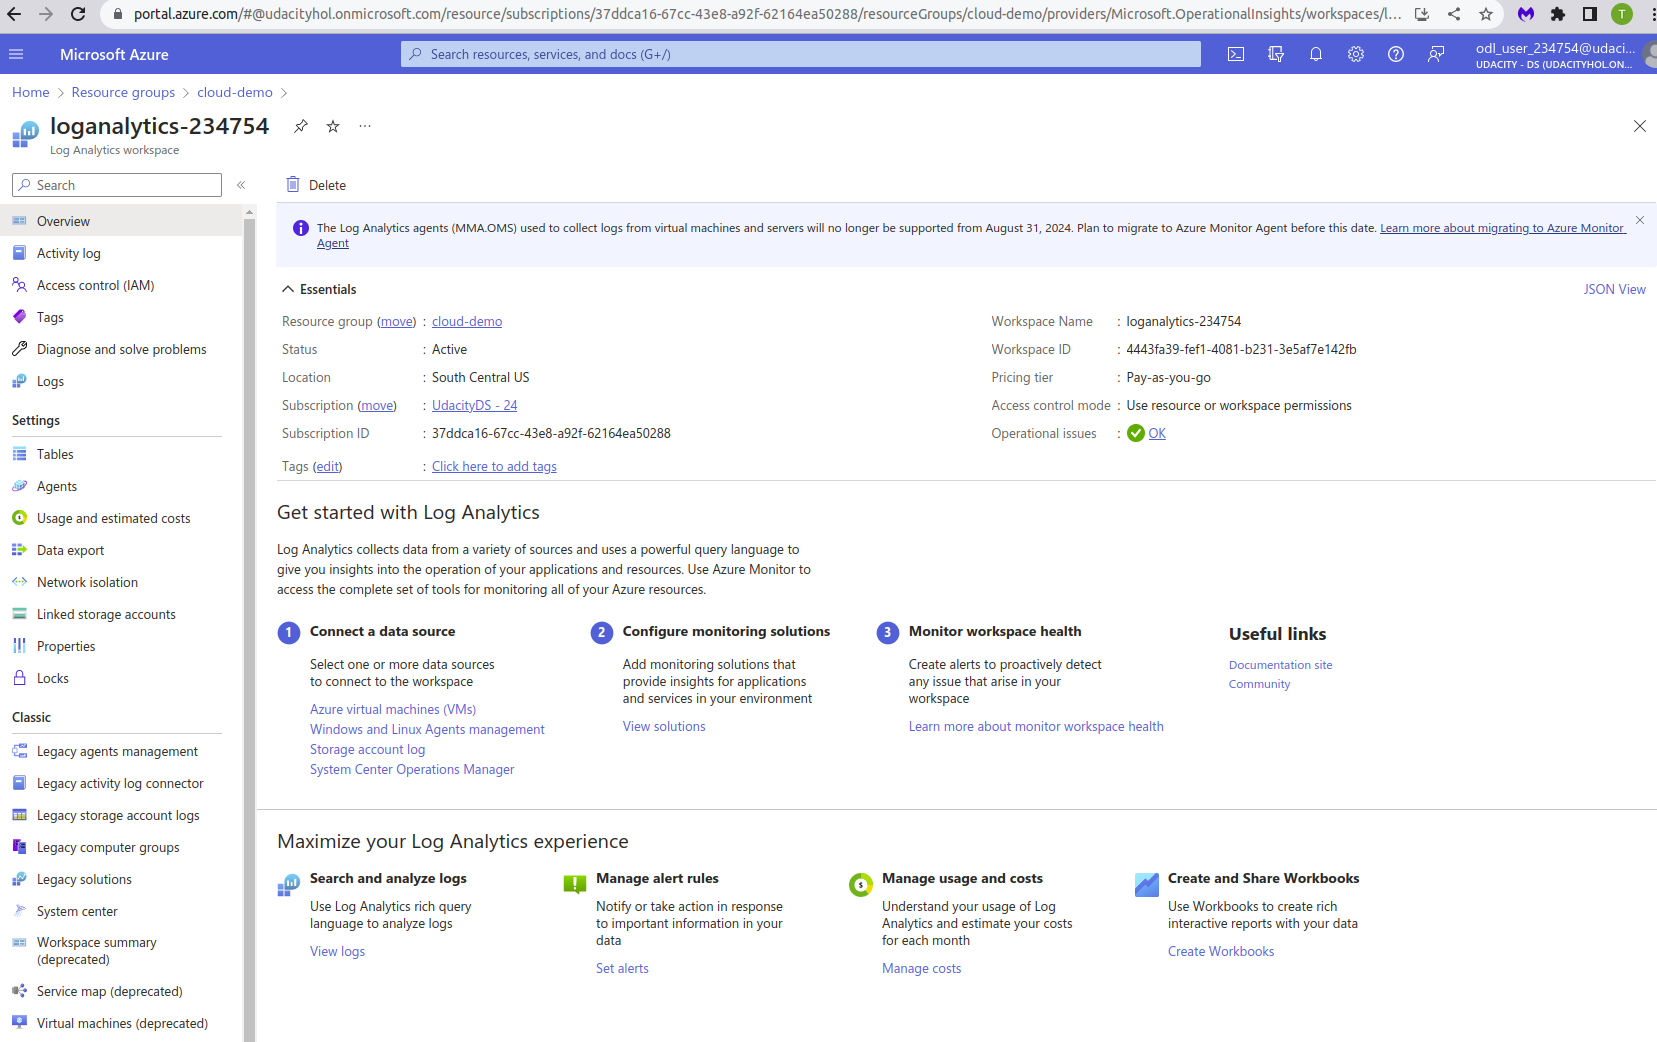 portal.azure.com/#@udacityhol.onmicrosoft.com/resource/subscriptions/37ddca16-67cc-43e8-a92f-62164ea50288/resourceGroups/cloud-demo/providers/Microsoft.OperationalInsights/workspaces/l...
T
Microsoft Azure
Search resources, services, and docs (G+/)
odl_user_234754@udaci...
UDACITY - DS (UDACITYHOL.ON...
Home > Resource groups > cloud-demo >
loganalytics-234754
Log Analytics workspace
Search
Overview
Activity log
Access control (IAM)
Tags
Diagnose and solve problems
Logs
Settings
Tables
Agents
Usage and estimated costs
Data export
Network isolation
Linked storage accounts
Properties
Locks
Classic
Legacy agents management
Legacy activity log connector
Legacy storage account logs
Legacy computer groups
Legacy solutions
System center
Workspace summary
(deprecated)
Service map (deprecated)
Virtual machines (deprecated)
Delete
The Log Analytics agents (MMA.OMS) used to collect logs from virtual machines and servers will no longer be supported from August 31, 2024. Plan to migrate to Azure Monitor Agent before this date. Learn more about migrating to Azure Monitor
Agent
Essentials
JSON View
Resource group (move) : cloud-demo
Status : Active
Location : South Central US
Subscription (move) : UdacityDS - 24
Subscription ID : 37ddca16-67cc-43e8-a92f-62164ea50288
Tags (edit) : Click here to add tags
Workspace Name : loganalytics-234754
Workspace ID : 4443fa39-fef1-4081-b231-3e5af7e142fb
Pricing tier : Pay-as-you-go
Access control mode : Use resource or workspace permissions
Operational issues : OK
Get started with Log Analytics
Log Analytics collects data from a variety of sources and uses a powerful query language to
give you insights into the operation of your applications and resources. Use Azure Monitor to
access the complete set of tools for monitoring all of your Azure resources.
1 Connect a data source
Select one or more data sources
to connect to the workspace
Azure virtual machines (VMs)
Windows and Linux Agents management
Storage account log
System Center Operations Manager
2 Configure monitoring solutions
Add monitoring solutions that
provide insights for applications
and services in your environment
View solutions
3 Monitor workspace health
Create alerts to proactively detect
any issue that arise in your
workspace
Learn more about monitor workspace health
Useful links
Documentation site
Community
Maximize your Log Analytics experience
Search and analyze logs
Use Log Analytics rich query
language to analyze logs
View logs
Manage alert rules
Notify or take action in response
to important information in your
data
Set alerts
Manage usage and costs
Understand your usage of Log
Analytics and estimate your costs
for each month
Manage costs
Create and Share Workbooks
Use Workbooks to create rich
interactive reports with your data
Create Workbooks